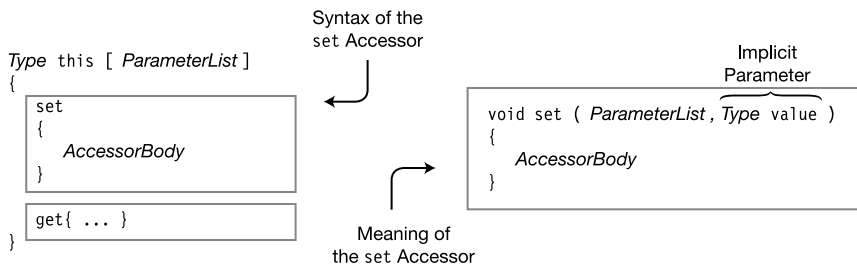 Syntax of the
set Accessor
Type this [ ParameterList ]
{
set
{
AccessorBody
}
get{ ... }
}
Implicit
Parameter
void set ( ParameterList , Type value )
{
AccessorBody
}
Meaning of
the set Accessor